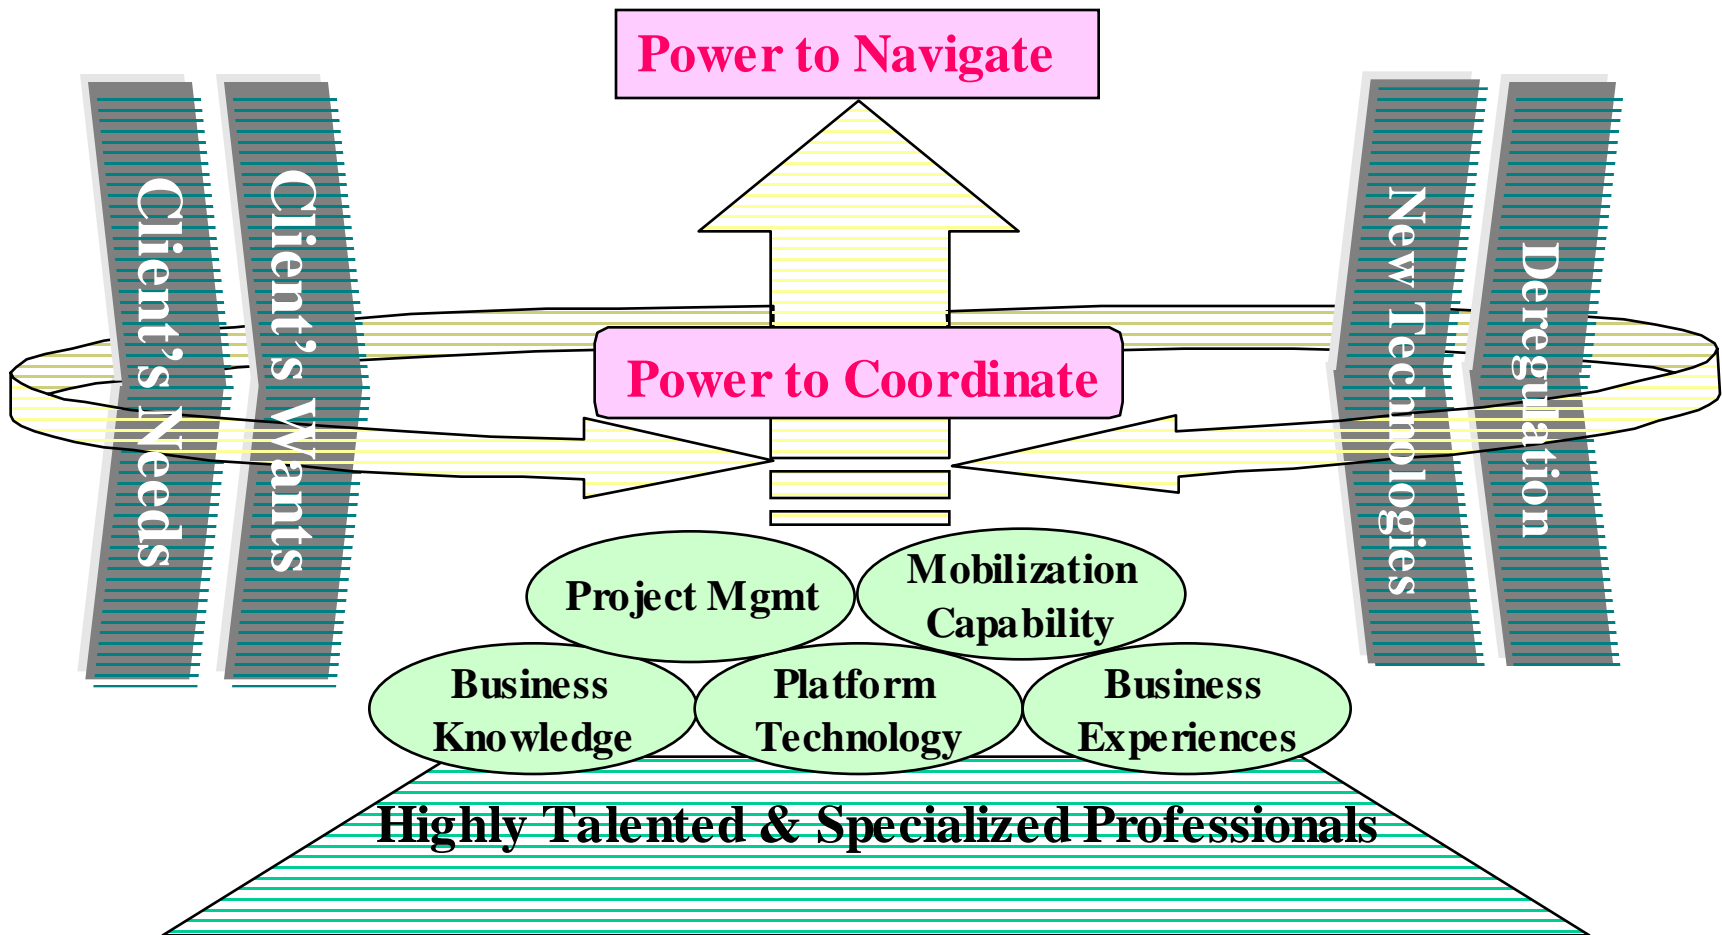 Power to Navigate
Client's Needs
Client's Wants
New Technologies
Deregulation
Power to Coordinate
Project Mgmt
Mobilization
Capability
Business
Knowledge
Platform
Technology
Business
Experiences
Highly Talented & Specialized Professionals